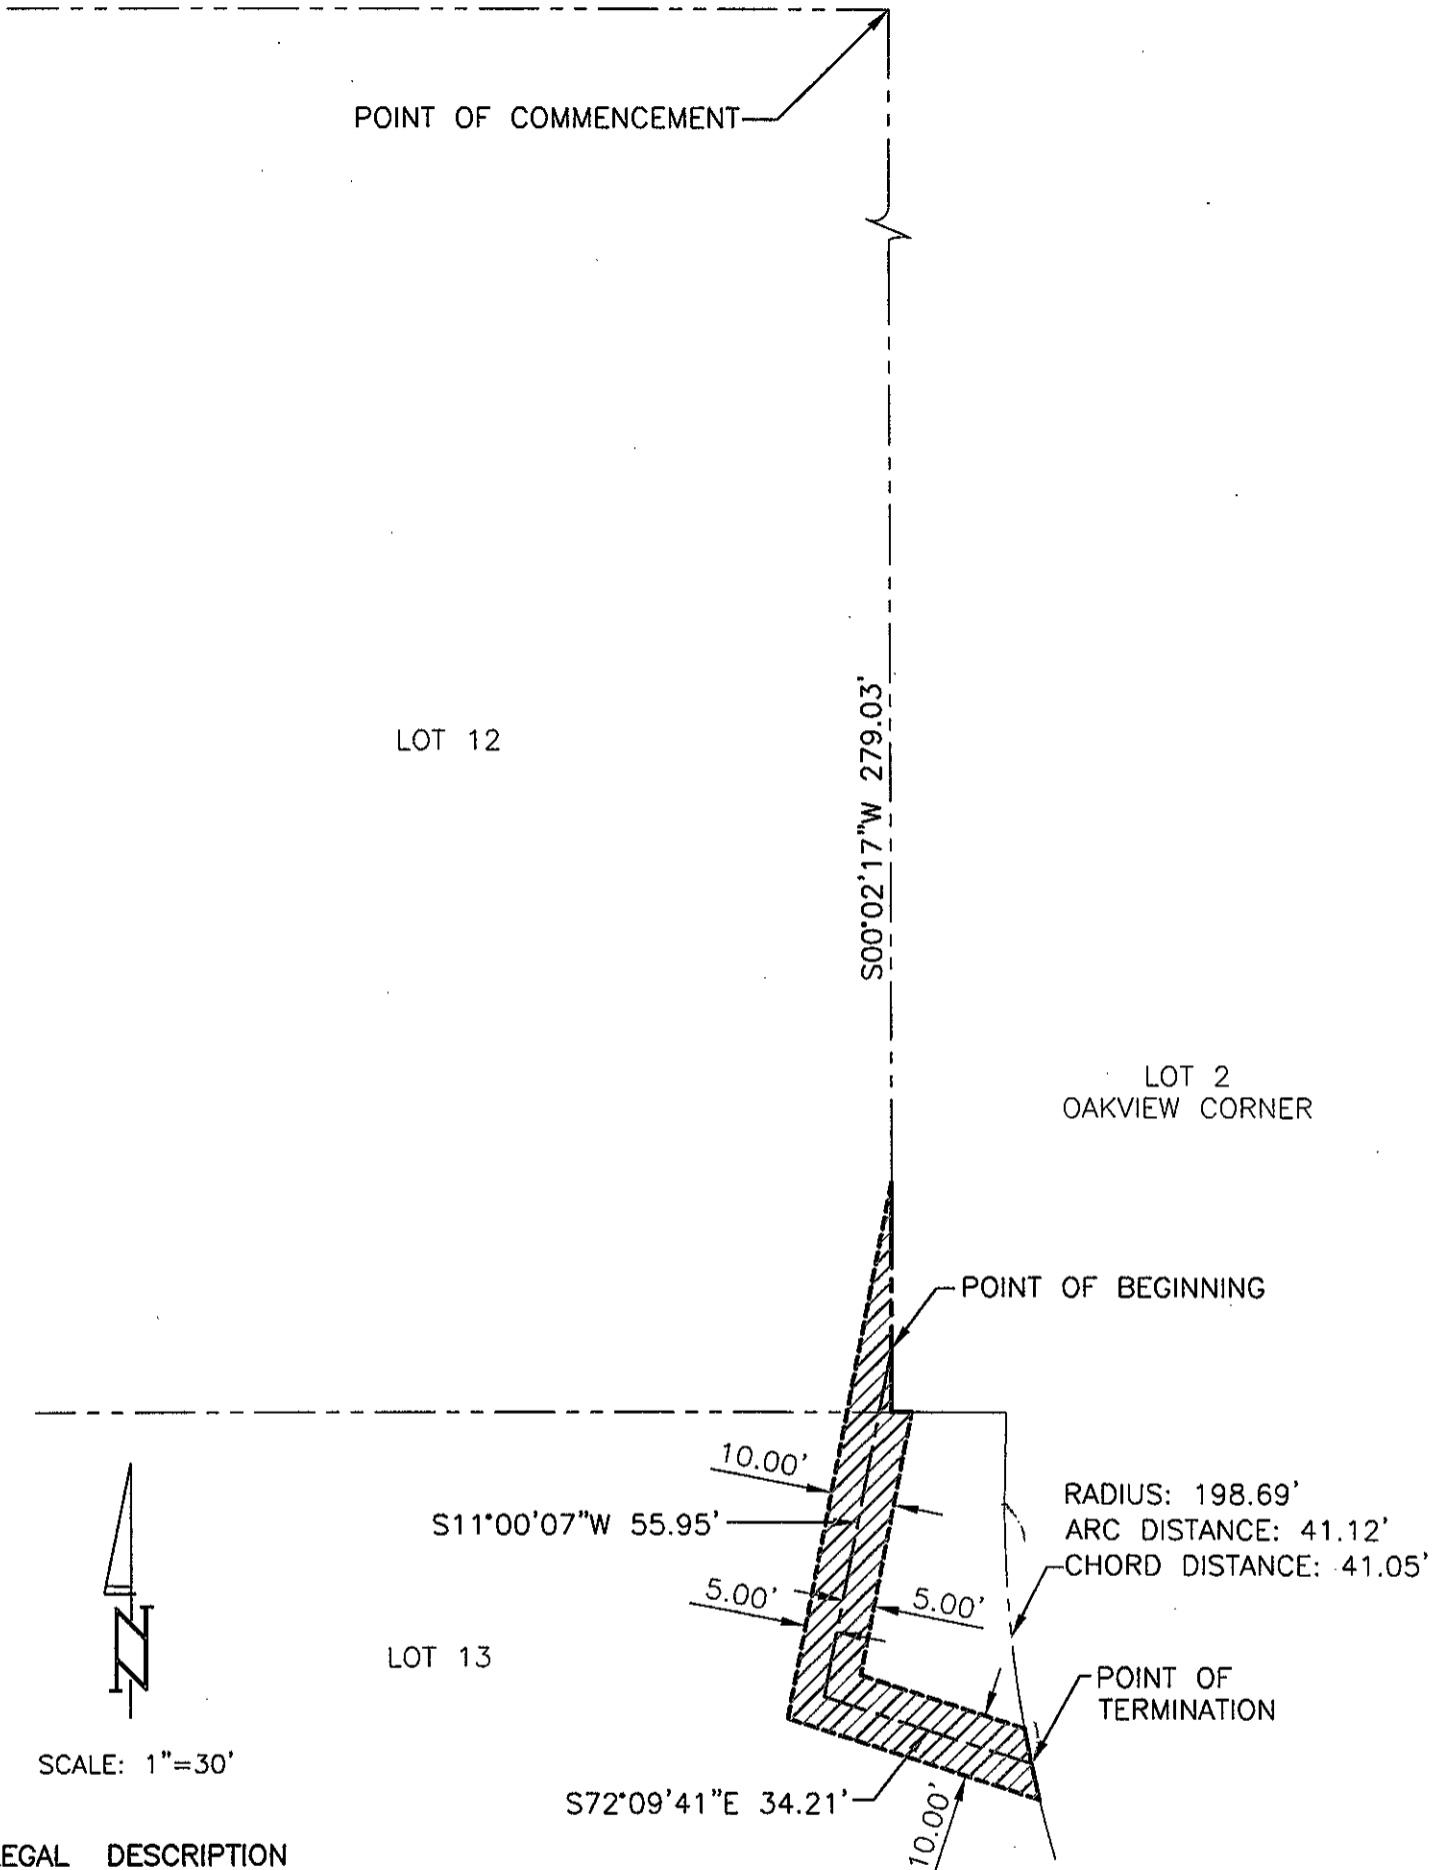 POINT OF COMMENCEMENT
LOT 12
S00°02'17"W 279.03'
LOT 2
OAKVIEW CORNER
POINT OF BEGINNING
10.00'
S11°00'07"W 55.95'
RADIUS: 198.69'
ARC DISTANCE: 41.12'
CHORD DISTANCE: 41.05'
5.00'
5.00'
LOT 13
POINT OF
TERMINATION
SCALE: 1"=30'
S72°09'41"E 34.21'
10.00'
EGAL DESCRIPTION